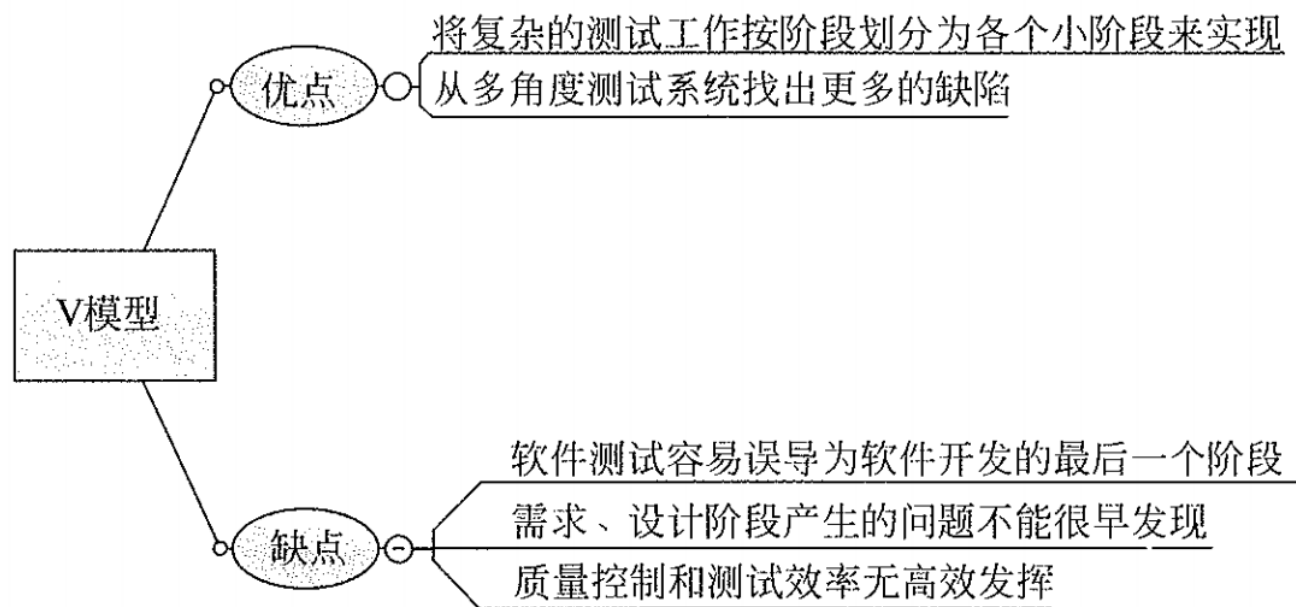 将复杂的测试工作按阶段划分为各个小阶段来实现
优点
从多角度测试系统找出更多的缺陷
V模型
软件测试容易误导为软件开发的最后一个阶段
需求、设计阶段产生的问题不能很早发现
缺点
质量控制和测试效率无高效发挥